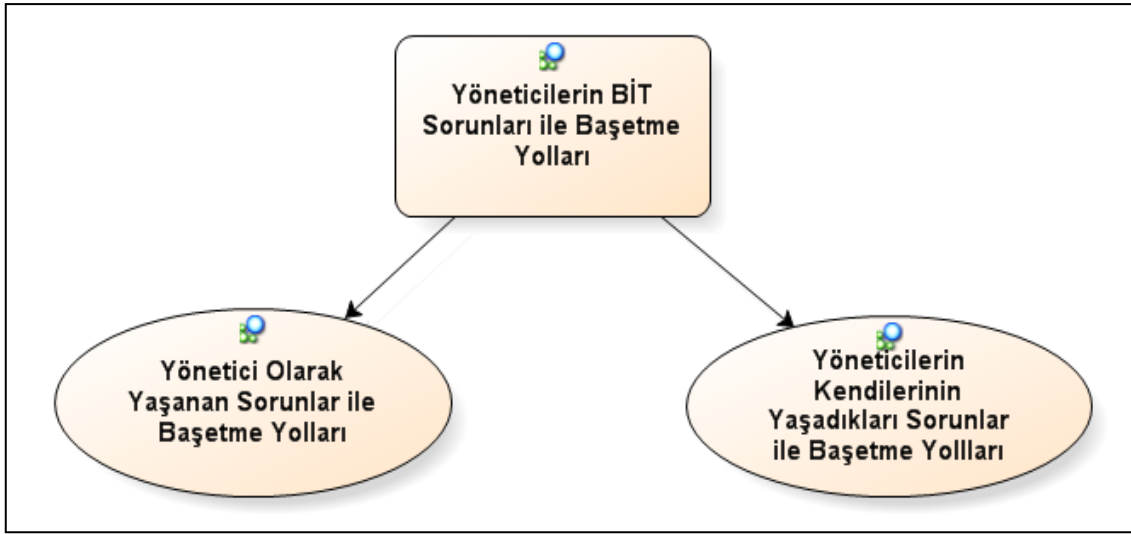 Yöneticilerin BİT
Sorunları ile Başetme
Yolları
Yönetici Olarak
Yaşanan Sorunlar ile
Başetme Yolları
Yöneticilerin
Kendilerinin
Yaşadıkları Sorunlar
ile Başetme Yollları